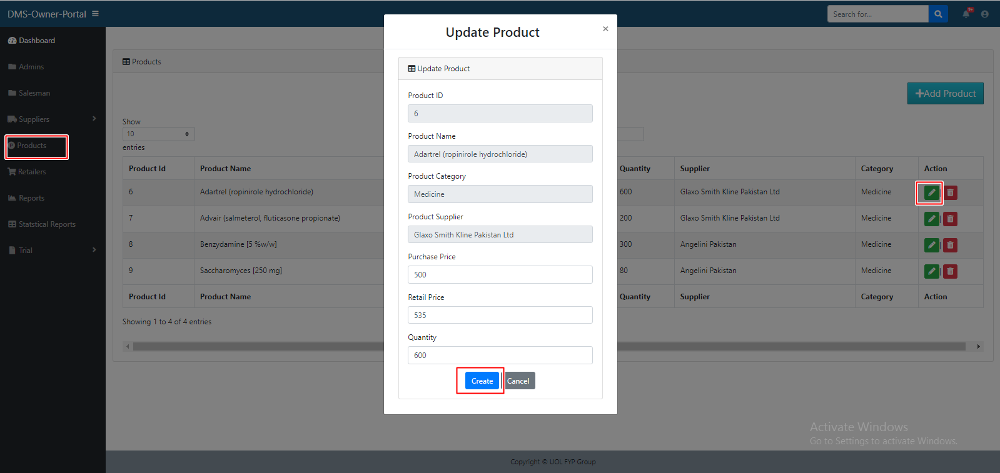 DMS-Owner-Portal
Search for...
9+
Dashboard
Admins
Salesman
Suppliers
Products
Retailers
Reports
Statstical Reports
Trial
Products
+Add Product
Show
10
entries
Product Id Product Name Quantity Supplier Category Action
6 Adartrel (ropinirole hydrochloride) 600 Glaxo Smith Kline Pakistan Ltd Medicine
7 Advair (salmeterol, fluticasone propionate) 200 Glaxo Smith Kline Pakistan Ltd Medicine |
8 Benzydamine [5 %w/w] 300 Angelini Pakistan Medicine |
9 Saccharomyces [250 mg] 80 Angelini Pakistan Medicine |
Product Id Product Name Quantity Supplier Category Action
Showing 1 to 4 of 4 entries
Update Product ×
Update Product
Product ID
6
Product Name
Adartrel (ropinirole hydrochloride)
Product Category
Medicine
Product Supplier
Glaxo Smith Kline Pakistan Ltd
Purchase Price
500
Retail Price
535
Quantity
600
Create Cancel
Activate Windows
Go to Settings to activate Windows.
Copyright © UOL FYP Group